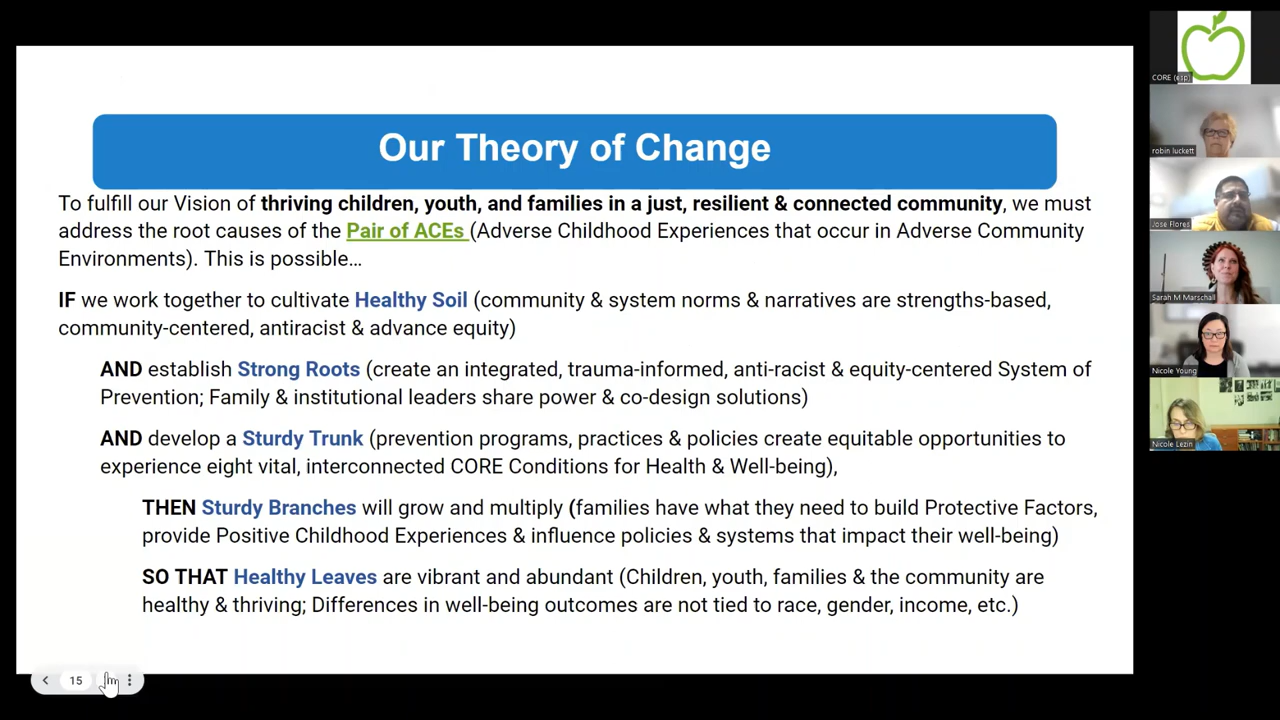 Our Theory of Change
To fulfill our Vision of thriving children, youth, and families in a just, resilient & connected community, we must
address the root causes of the Pair of ACEs (Adverse Childhood Experiences that occur in Adverse Community
Environments). This is possible…
IF we work together to cultivate Healthy Soil (community & system norms & narratives are strengths-based,
community-centered, antiracist & advance equity)
AND establish Strong Roots (create an integrated, trauma-informed, anti-racist & equity-centered System of
Prevention; Family & institutional leaders share power & co-design solutions)
AND develop a Sturdy Trunk (prevention programs, practices & policies create equitable opportunities to
experience eight vital, interconnected CORE Conditions for Health & Well-being),
THEN Sturdy Branches will grow and multiply (families have what they need to build Protective Factors,
provide Positive Childhood Experiences & influence policies & systems that impact their well-being)
SO THAT Healthy Leaves are vibrant and abundant (Children, youth, families & the community are
healthy & thriving; Differences in well-being outcomes are not tied to race, gender, income, etc.)
15
CORE (esp)
robin luckett
Jose Flores
Sarah M Marschall
Nicole Young
Nicole Lezin